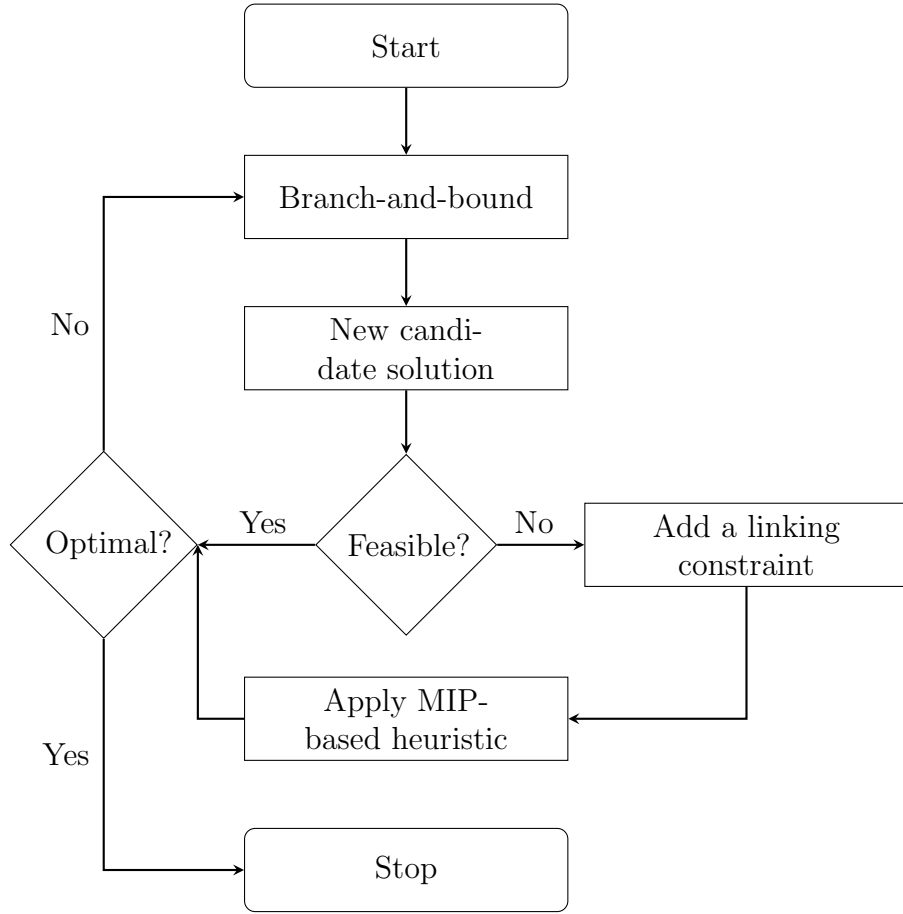 Start
Branch-and-bound
No
New candi-
date solution
Optimal?
Yes
Feasible?
No
Add a linking
constraint
Apply MIP-
based heuristic
Yes
Stop